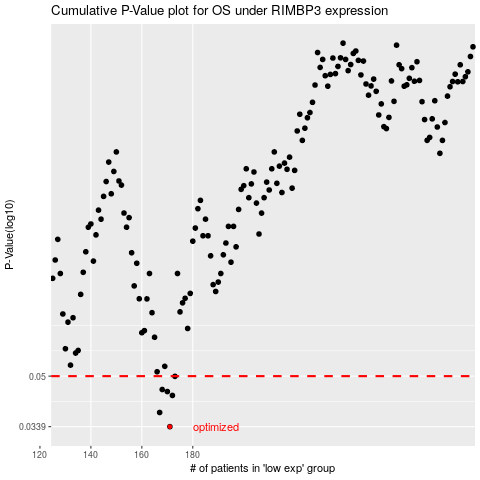 Cumulative P-Value plot for OS under RIMBP3 expression
P-Value(log10)
0.05
0.0339
optimized
120 140 160 180
# of patients in 'low exp' group